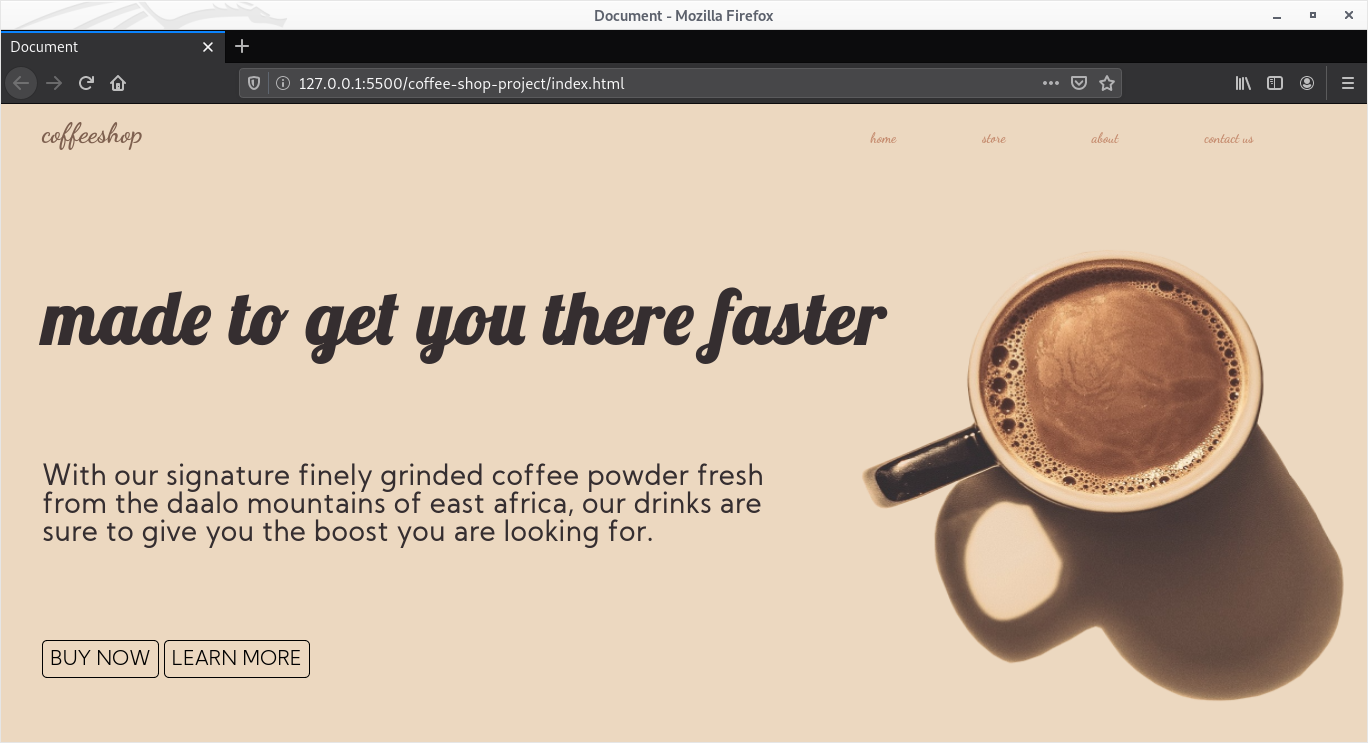 Document - Mozilla Firefox
Document
127.0.0.1:5500/coffee-shop-project/index.html
coffeeshop
home store about contact us
made to get you there faster
With our signature finely grinded coffee powder fresh
from the daalo mountains of east africa, our drinks are
sure to give you the boost you are looking for.
BUY NOW LEARN MORE